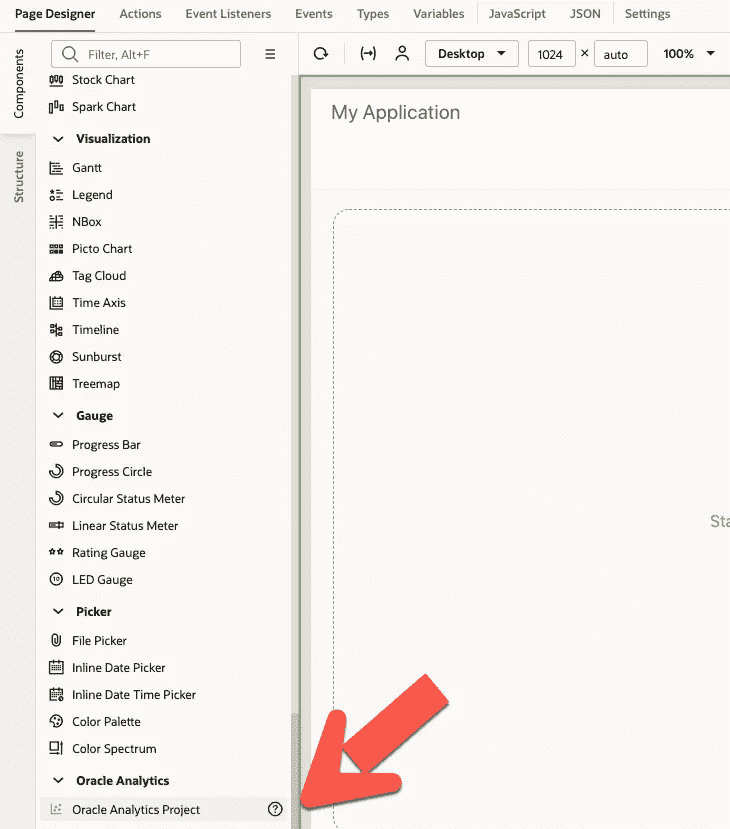 Page Designer Actions Event Listeners Events Types Variables JavaScript JSON Settings
Components
Structure
Filter, Alt+F
Desktop 1024 × auto 100%
Stock Chart
Spark Chart
Visualization
Gantt
Legend
NBox
Picto Chart
Tag Cloud
Time Axis
Timeline
Sunburst
Treemap
Gauge
Progress Bar
Progress Circle
Circular Status Meter
Linear Status Meter
Rating Gauge
LED Gauge
Picker
File Picker
Inline Date Picker
Inline Date Time Picker
Color Palette
Color Spectrum
Oracle Analytics
Oracle Analytics Project
My Application
Sta